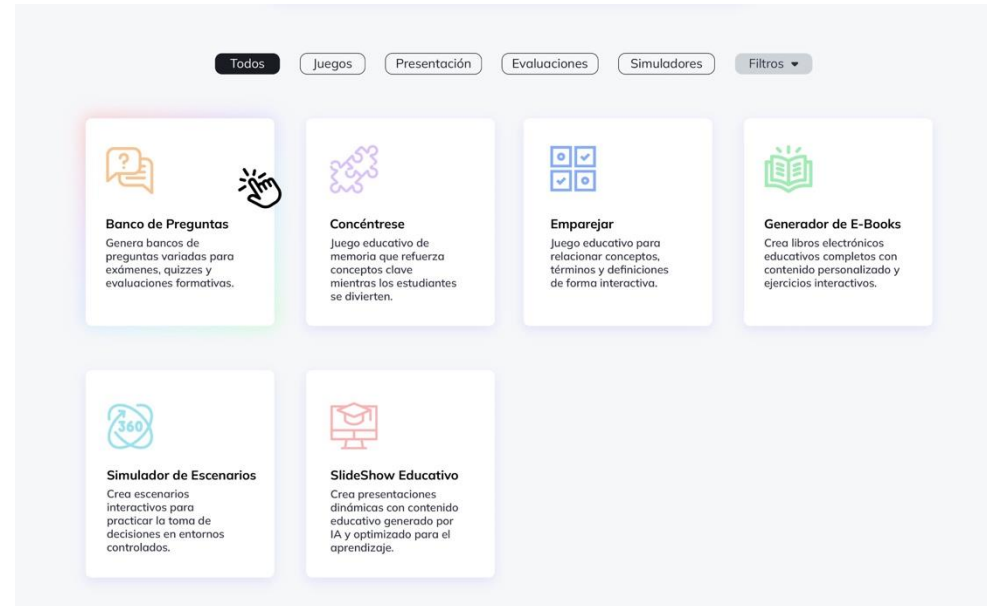 Todos
Juegos
Presentación
Evaluaciones
Simuladores
Filtros
?
Banco de Preguntas
Genera bancos de
preguntas variadas para
exámenes, quizzes y
evaluaciones formativas.
Concéntrese
Juego educativo de
memoria que refuerza
conceptos clave
mientras los estudiantes
se divierten.
Emparejar
Juego educativo para
relacionar conceptos,
términos y definiciones
de forma interactiva.
Generador de E-Books
Crea libros electrónicos
educativos completos con
contenido personalizado y
ejercicios interactivos.
360
Simulador de Escenarios
Crea escenarios
interactivos para
practicar la toma de
decisiones en entornos
controlados.
SlideShow Educativo
Crea presentaciones
dinámicas con contenido
educativo generado por
IA y optimizado para el
aprendizaje.